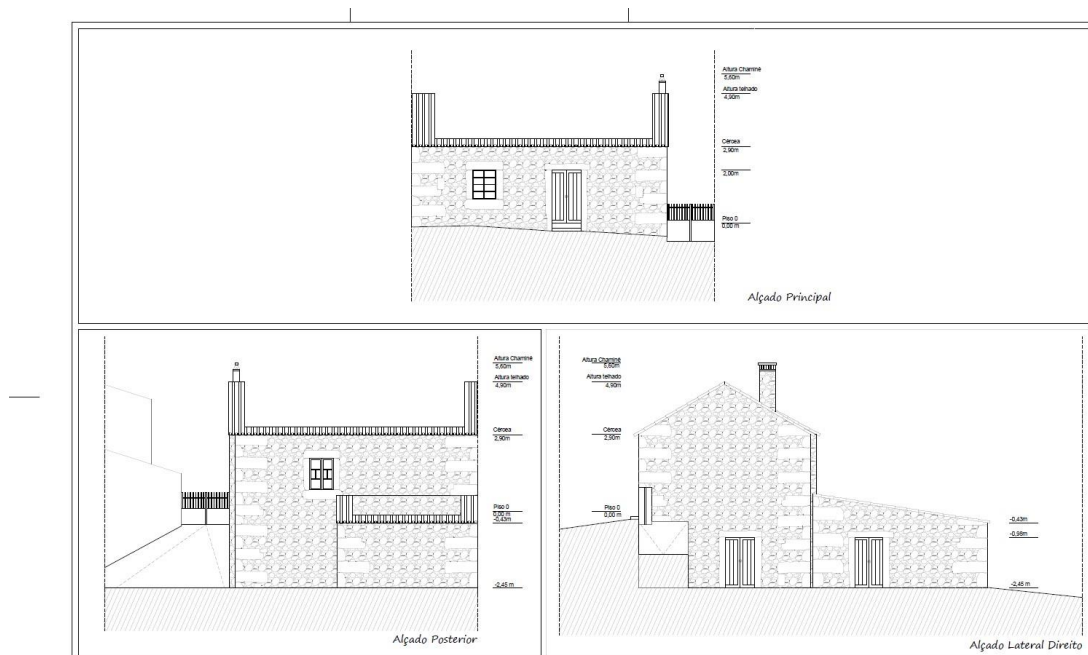 Altura Chaminé
5,60m
Altura telhado
4,90m
Cércea
2,90m
2,00m
Piso 0
0,00 m
Alçado Principal
Altura Chaminé
5,60m
Altura telhado
4,90m
Cércea
2,90m
Piso 0
0,00 m
-0,43m
-2,45 m
Alçado Posterior
Altura Chaminé
5,60m
Altura telhado
4,90m
Cércea
2,90m
Piso 0
0,00 m
-0,43m
-0,98m
-2,45 m
Alçado Lateral Direito